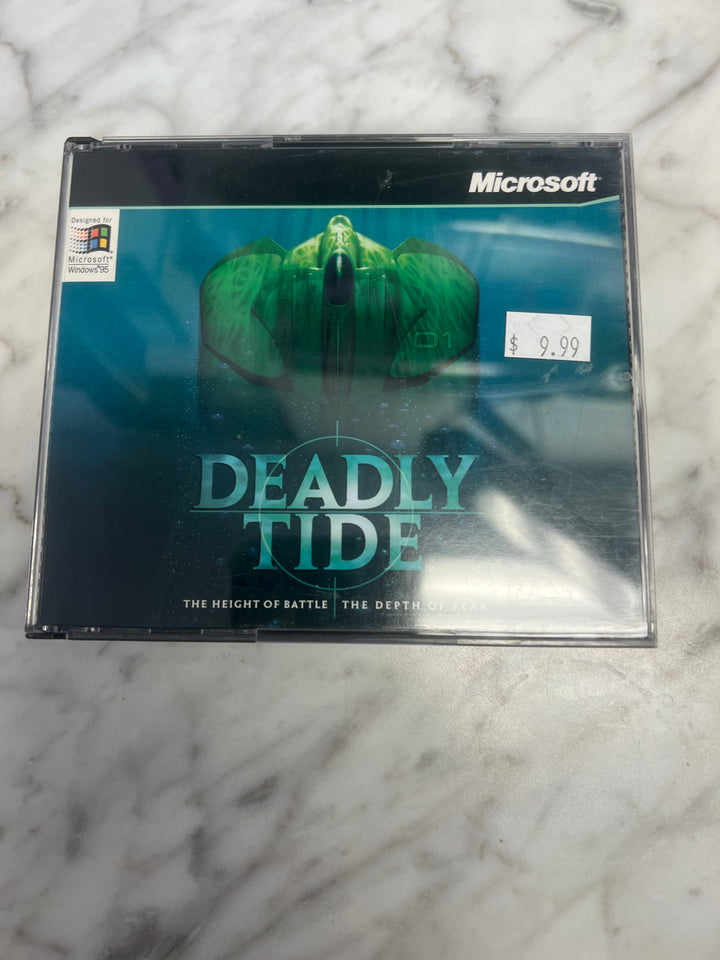 Microsoft
Designed for
Microsoft®
Windows®95
01
$ 9.99
DEADLY
TIDE
THE HEIGHT OF BATTLE | THE DEPTH OF FEAR